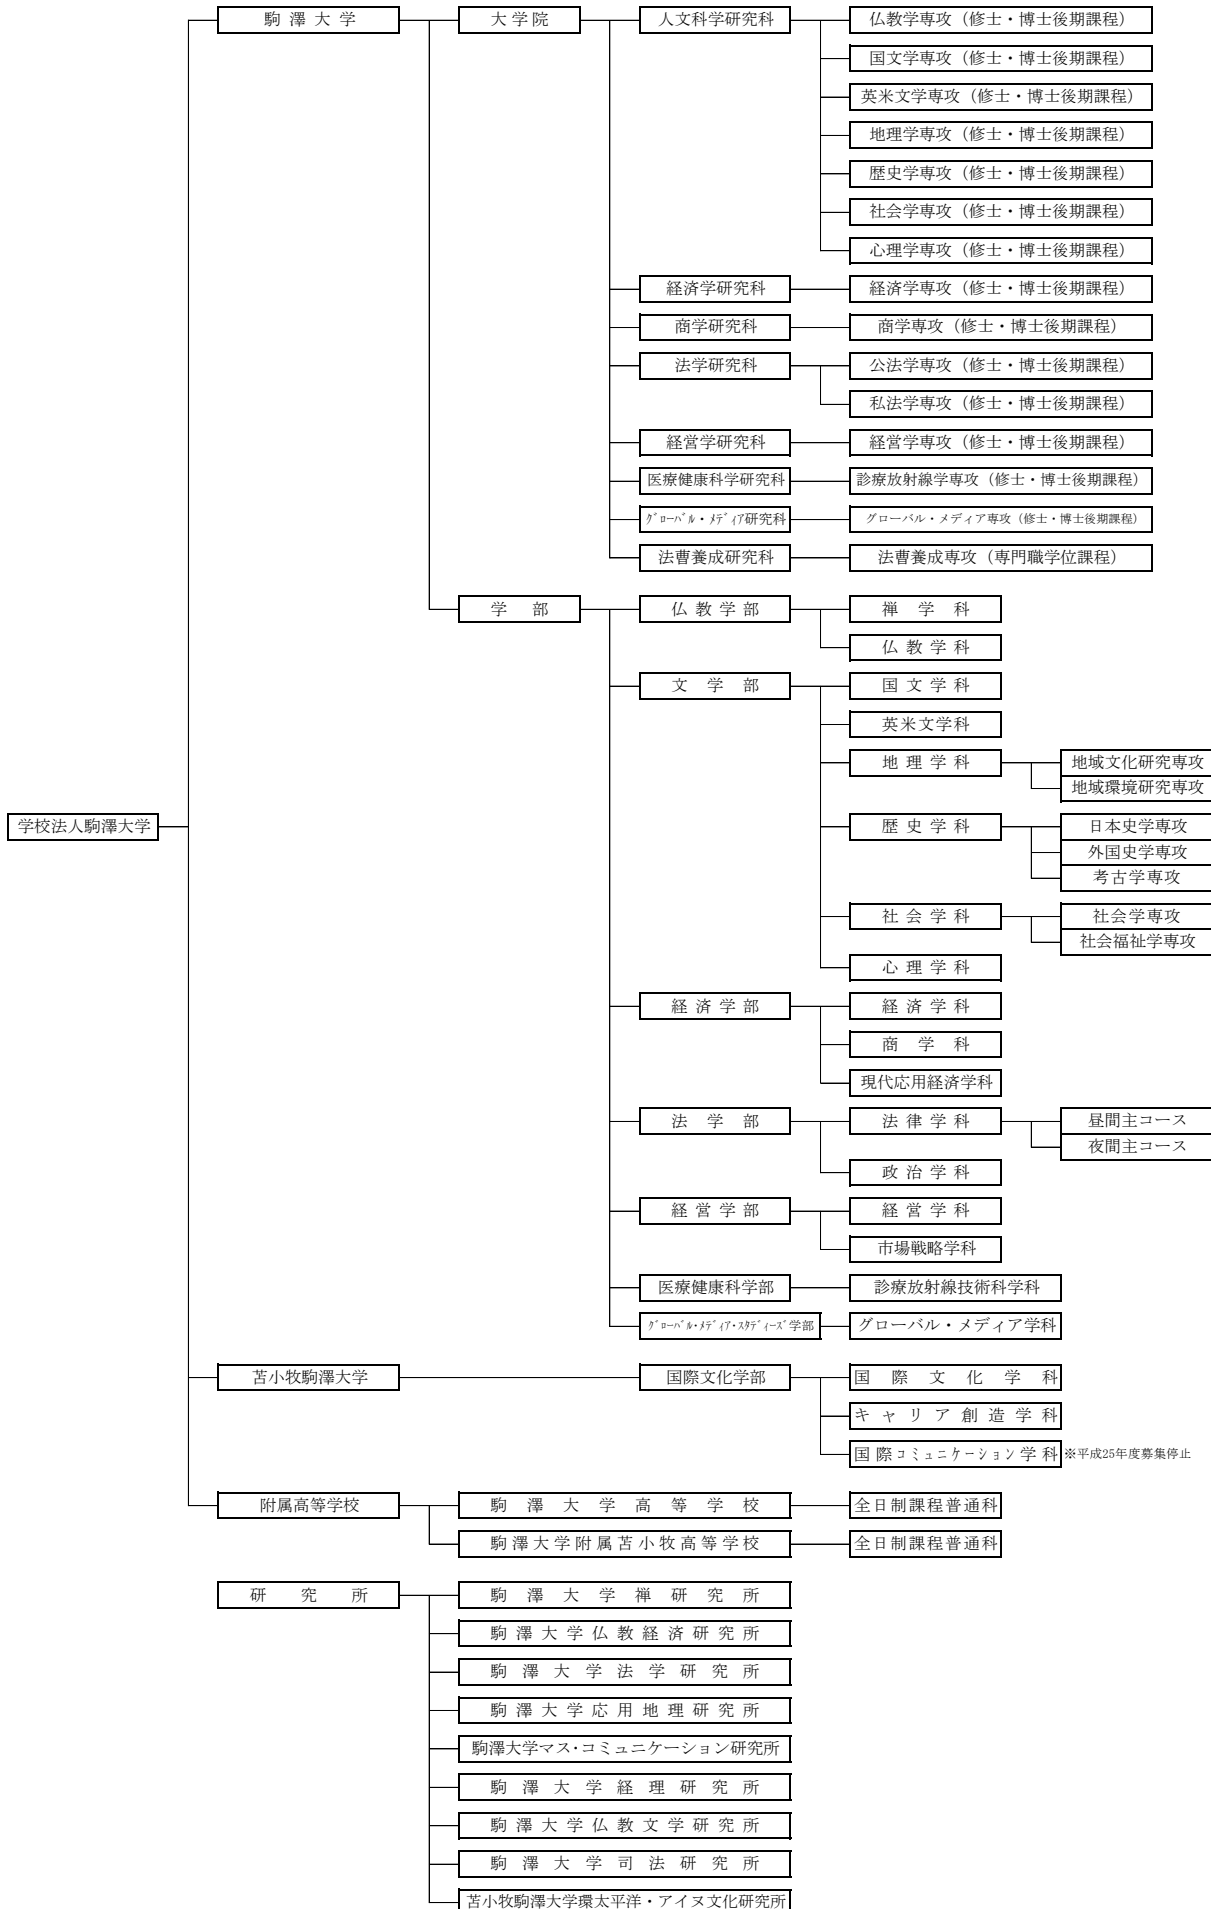 駒澤大学 大学院 人文科学研究科 仏教学専攻（修士・博士後期課程）
国文学専攻（修士・博士後期課程）
英米文学専攻（修士・博士後期課程）
地理学専攻（修士・博士後期課程）
歴史学専攻（修士・博士後期課程）
社会学専攻（修士・博士後期課程）
心理学専攻（修士・博士後期課程）
経済学研究科 経済学専攻（修士・博士後期課程）
商学研究科 商学専攻（修士・博士後期課程）
法学研究科 公法学専攻（修士・博士後期課程）
私法学専攻（修士・博士後期課程）
経営学研究科 経営学専攻（修士・博士後期課程）
医療健康科学研究科 診療放射線学専攻（修士・博士後期課程）
ｸﾞﾛｰﾊﾞﾙ・ﾒﾃﾞｨｱ研究科 グローバル・メディア専攻（修士・博士後期課程）
法曹養成研究科 法曹養成専攻（専門職学位課程）
学部 仏教学部 禅学科
仏教学科
文学部 国文学科
英米文学科
地理学科 地域文化研究専攻
地域環境研究専攻
学校法人駒澤大学 歴史学科 日本史学専攻
外国史学専攻
考古学専攻
社会学科 社会学専攻
社会福祉学専攻
心理学科
経済学部 経済学科
商学科
現代応用経済学科
法学部 法律学科 昼間主コース
夜間主コース
政治学科
経営学部 経営学科
市場戦略学科
医療健康科学部 診療放射線技術科学科
ｸﾞﾛｰﾊﾞﾙ・ﾒﾃﾞｨｱ・ｽﾀﾃﾞｨｰｽﾞ学部 グローバル・メディア学科
苫小牧駒澤大学 国際文化学部 国際文化学科
キャリア創造学科
国際コミュニケーション学科 ※平成25年度募集停止
附属高等学校 駒澤大学高等学校 全日制課程普通科
駒澤大学附属苫小牧高等学校 全日制課程普通科
研究所 駒澤大学禅研究所
駒澤大学仏教経済研究所
駒澤大学法学研究所
駒澤大学応用地理研究所
駒澤大学マス・コミュニケーション研究所
駒澤大学経理研究所
駒澤大学仏教文学研究所
駒澤大学司法研究所
苫小牧駒澤大学環太平洋・アイヌ文化研究所